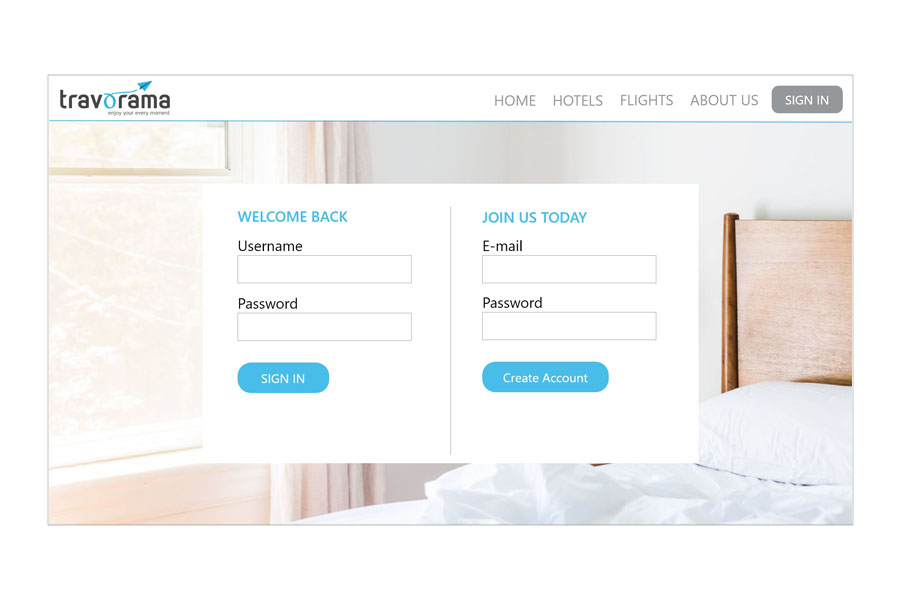 travorama
enjoy your every moment
HOME HOTELS FLIGHTS ABOUT US SIGN IN
WELCOME BACK
Username
Password
SIGN IN
JOIN US TODAY
E-mail
Password
Create Account